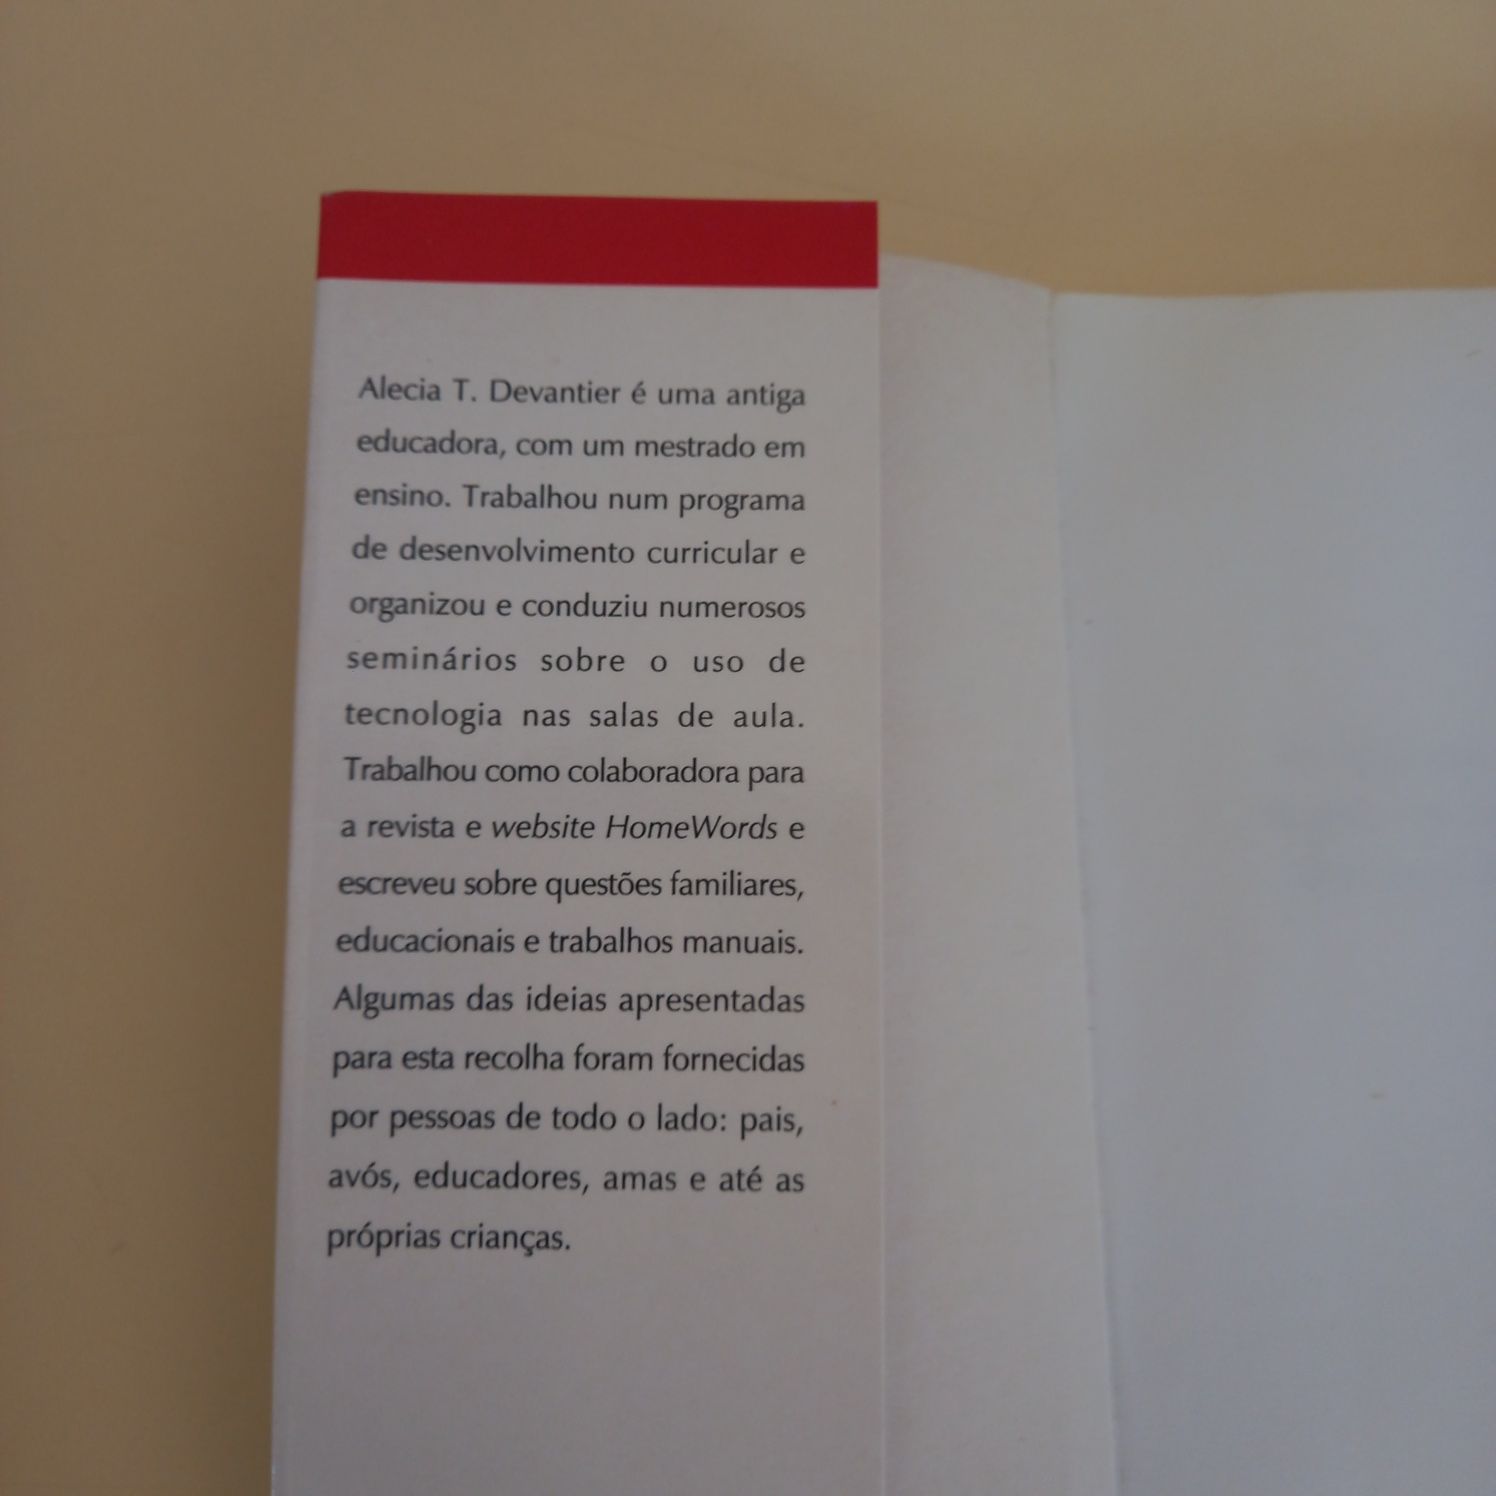 Alecia T. Devantier é uma antiga
educadora, com um mestrado em
ensino. Trabalhou num programa
de desenvolvimento curricular e
organizou e conduziu numerosos
seminários sobre o uso de
tecnologia nas salas de aula.
Trabalhou como colaboradora para
a revista e website HomeWords e
escreveu sobre questões familiares,
educacionais e trabalhos manuais.
Algumas das ideias apresentadas
para esta recolha foram fornecidas
por pessoas de todo o lado: pais,
avós, educadores, amas e até as
próprias crianças.